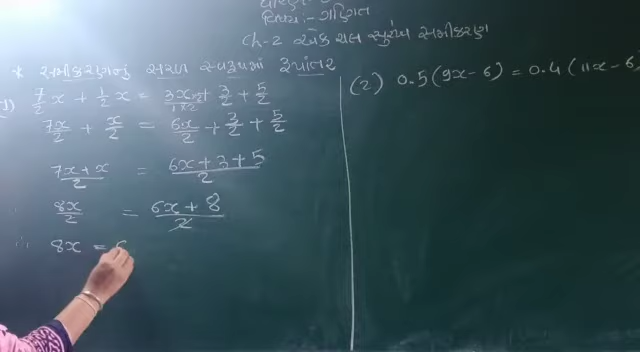 વિષય:- ગણિત
Ch-2 એક ચલ સુરેખ સમીકરણ
* સમીકરણનું સરળ સ્વરૂપમાં રૂપાંતર
7/2 x + 1/2 x = 3x×2/1×2 + 3/2 + 5/2
7x/2 + x/2 = 6x/2 + 3/2 + 5/2
7x+x/2 = 6x+3+5/2
8x/2 = 6x+8/2
∴ 8x = 6
(2) 0.5(9x-6) = 0.4(11x-6